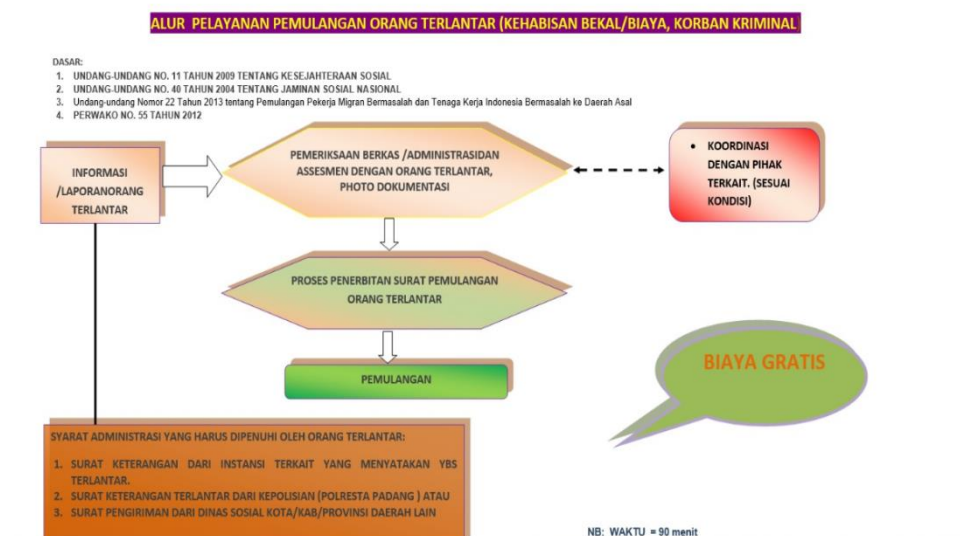 ALUR PELAYANAN PEMULANGAN ORANG TERLANTAR (KEHABISAN BEKAL/BIAYA, KORBAN KRIMINAL)
DASAR:
1. UNDANG-UNDANG NO. 11 TAHUN 2009 TENTANG KESEJAHTERAAN SOSIAL
2. UNDANG-UNDANG NO. 40 TAHUN 2004 TENTANG JAMINAN SOSIAL NASIONAL
3. Undang-undang Nomor 22 Tahun 2013 tentang Pemulangan Pekerja Migran Bermasalah dan Tenaga Kerja Indonesia Bermasalah ke Daerah Asal
4. PERWAKO NO. 55 TAHUN 2012
INFORMASI
/LAPORANORANG
TERLANTAR
PEMERIKSAAN BERKAS /ADMINISTRASIDAN
ASSESMEN DENGAN ORANG TERLANTAR,
PHOTO DOKUMENTASI
• KOORDINASI
DENGAN PIHAK
TERKAIT. (SESUAI
KONDISI)
PROSES PENERBITAN SURAT PEMULANGAN
ORANG TERLANTAR
PEMULANGAN
BIAYA GRATIS
SYARAT ADMINISTRASI YANG HARUS DIPENUHI OLEH ORANG TERLANTAR:
1. SURAT KETERANGAN DARI INSTANSI TERKAIT YANG MENYATAKAN YBS
TERLANTAR.
2. SURAT KETERANGAN TERLANTAR DARI KEPOLISIAN (POLRESTA PADANG ) ATAU
3. SURAT PENGIRIMAN DARI DINAS SOSIAL KOTA/KAB/PROVINSI DAERAH LAIN
NB: WAKTU = 90 menit